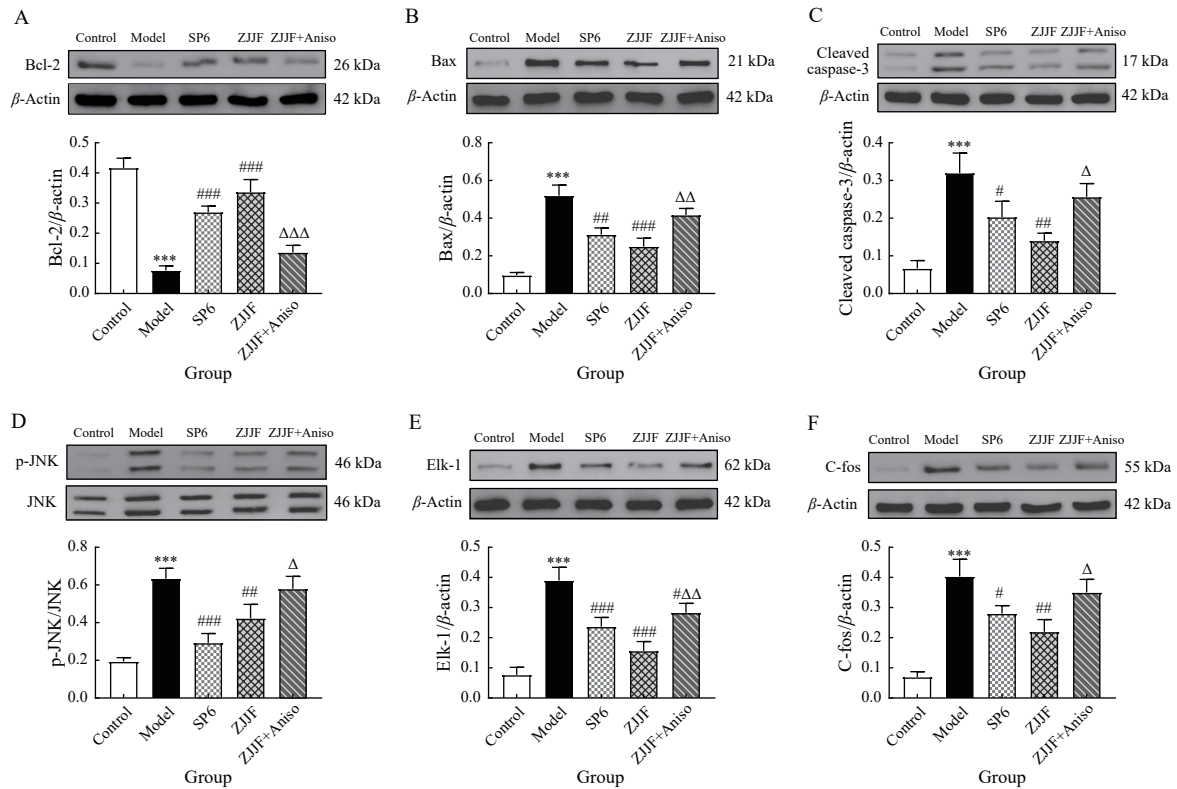 A
Control Model SP6 ZJJF ZJJF+Aniso
Bcl-2 26 kDa
β-Actin 42 kDa
0.5
0.4
0.3
0.2
0.1
0.0
Bcl-2/β-actin
***
###
###
ΔΔΔ
Control
Model
SP6
ZJJF
ZJJF+Aniso
Group
B
Control Model SP6 ZJJF ZJJF+Aniso
Bax 21 kDa
β-Actin 42 kDa
0.8
0.6
0.4
0.2
0.0
Bax/β-actin
***
##
###
ΔΔ
Control
Model
SP6
ZJJF
ZJJF+Aniso
Group
C
Control Model SP6 ZJJF ZJJF+Aniso
Cleaved
caspase-3 17 kDa
β-Actin 42 kDa
0.4
0.3
0.2
0.1
0.0
Cleaved caspase-3/β-actin
***
#
##
Δ
Control
Model
SP6
ZJJF
ZJJF+Aniso
Group
D
Control Model SP6 ZJJF ZJJF+Aniso
p-JNK 46 kDa
JNK 46 kDa
0.8
0.6
0.4
0.2
0.0
p-JNK/JNK
***
###
##
Δ
Control
Model
SP6
ZJJF
ZJJF+Aniso
Group
E
Control Model SP6 ZJJF ZJJF+Aniso
Elk-1 62 kDa
β-Actin 42 kDa
0.5
0.4
0.3
0.2
0.1
0.0
Elk-1/β-actin
***
###
###
#ΔΔ
Control
Model
SP6
ZJJF
ZJJF+Aniso
Group
F
Control Model SP6 ZJJF ZJJF+Aniso
C-fos 55 kDa
β-Actin 42 kDa
0.5
0.4
0.3
0.2
0.1
0.0
C-fos/β-actin
***
#
##
Δ
Control
Model
SP6
ZJJF
ZJJF+Aniso
Group